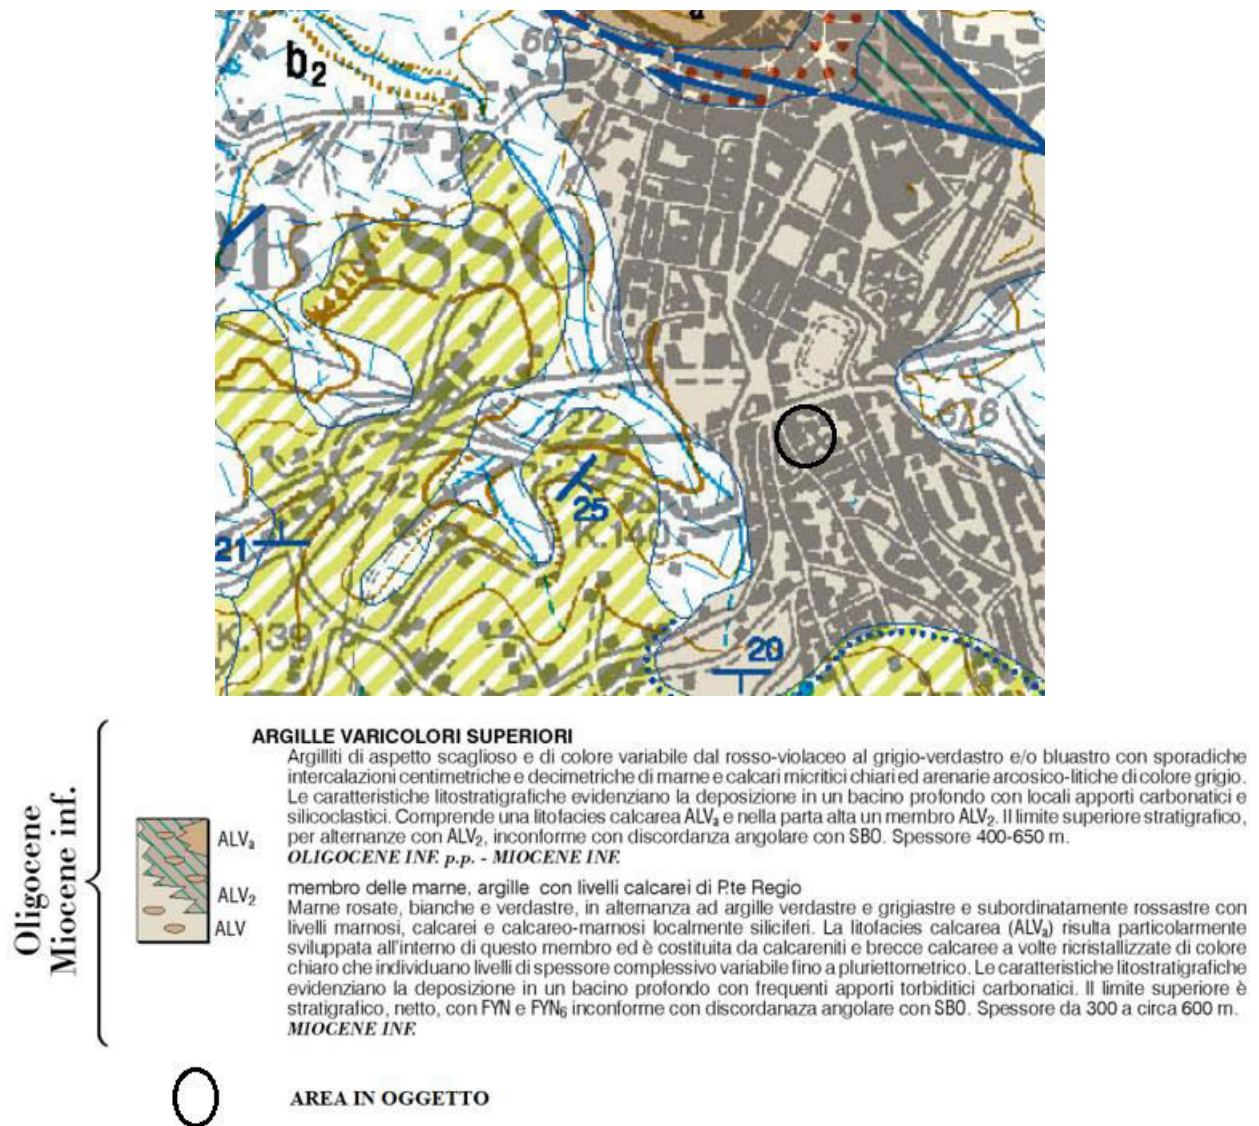 a
605
b2
OBASSO
722
676
742
25
K.140
21
K.139
20
ARGILLE VARICOLORI SUPERIORI
Argilliti di aspetto scaglioso e di colore variabile dal rosso-violaceo al grigio-verdastro e/o bluastro con sporadiche
intercalazioni centimetriche e decimetriche di marne e calcari micritici chiari ed arenarie arcosico-litiche di colore grigio.
Le caratteristiche litostratigrafiche evidenziano la deposizione in un bacino profondo con locali apporti carbonatici e
silicoclastici. Comprende una litofacies calcarea ALVa e nella parta alta un membro ALV2. Il limite superiore stratigrafico,
per alternanze con ALV2, inconforme con discordanza angolare con SBO. Spessore 400-650 m.
OLIGOCENE INF. p.p. - MIOCENE INF.
membro delle marne, argille con livelli calcarei di P.te Regio
Marne rosate, bianche e verdastre, in alternanza ad argille verdastre e grigiastre e subordinatamente rossastre con
livelli marnosi, calcarei e calcareo-marnosi localmente siliciferi. La litofacies calcarea (ALVa) risulta particolarmente
sviluppata all'interno di questo membro ed è costituita da calcareniti e brecce calcaree a volte ricristallizzate di colore
chiaro che individuano livelli di spessore complessivo variabile fino a pluriettometrico. Le caratteristiche litostratigrafiche
evidenziano la deposizione in un bacino profondo con frequenti apporti torbiditici carbonatici. Il limite superiore è
stratigrafico, netto, con FYN e FYN6 inconforme con discordanaza angolare con SBO. Spessore da 300 a circa 600 m.
MIOCENE INF.
Oligocene
Miocene inf.
ALVa
ALV2
ALV
AREA IN OGGETTO